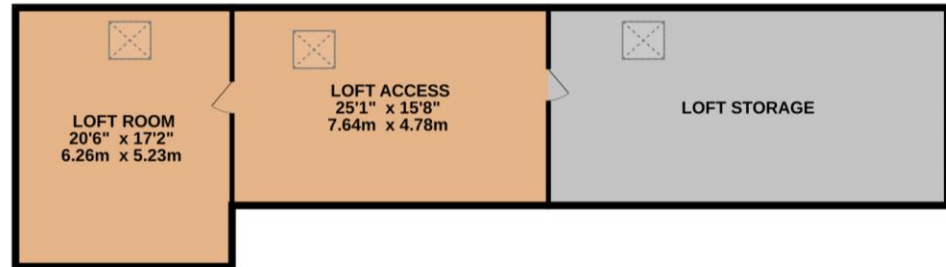 LOFT ROOM
20'6" x 17'2"
6.26m x 5.23m
LOFT ACCESS
25'1" x 15'8"
7.64m x 4.78m
LOFT STORAGE